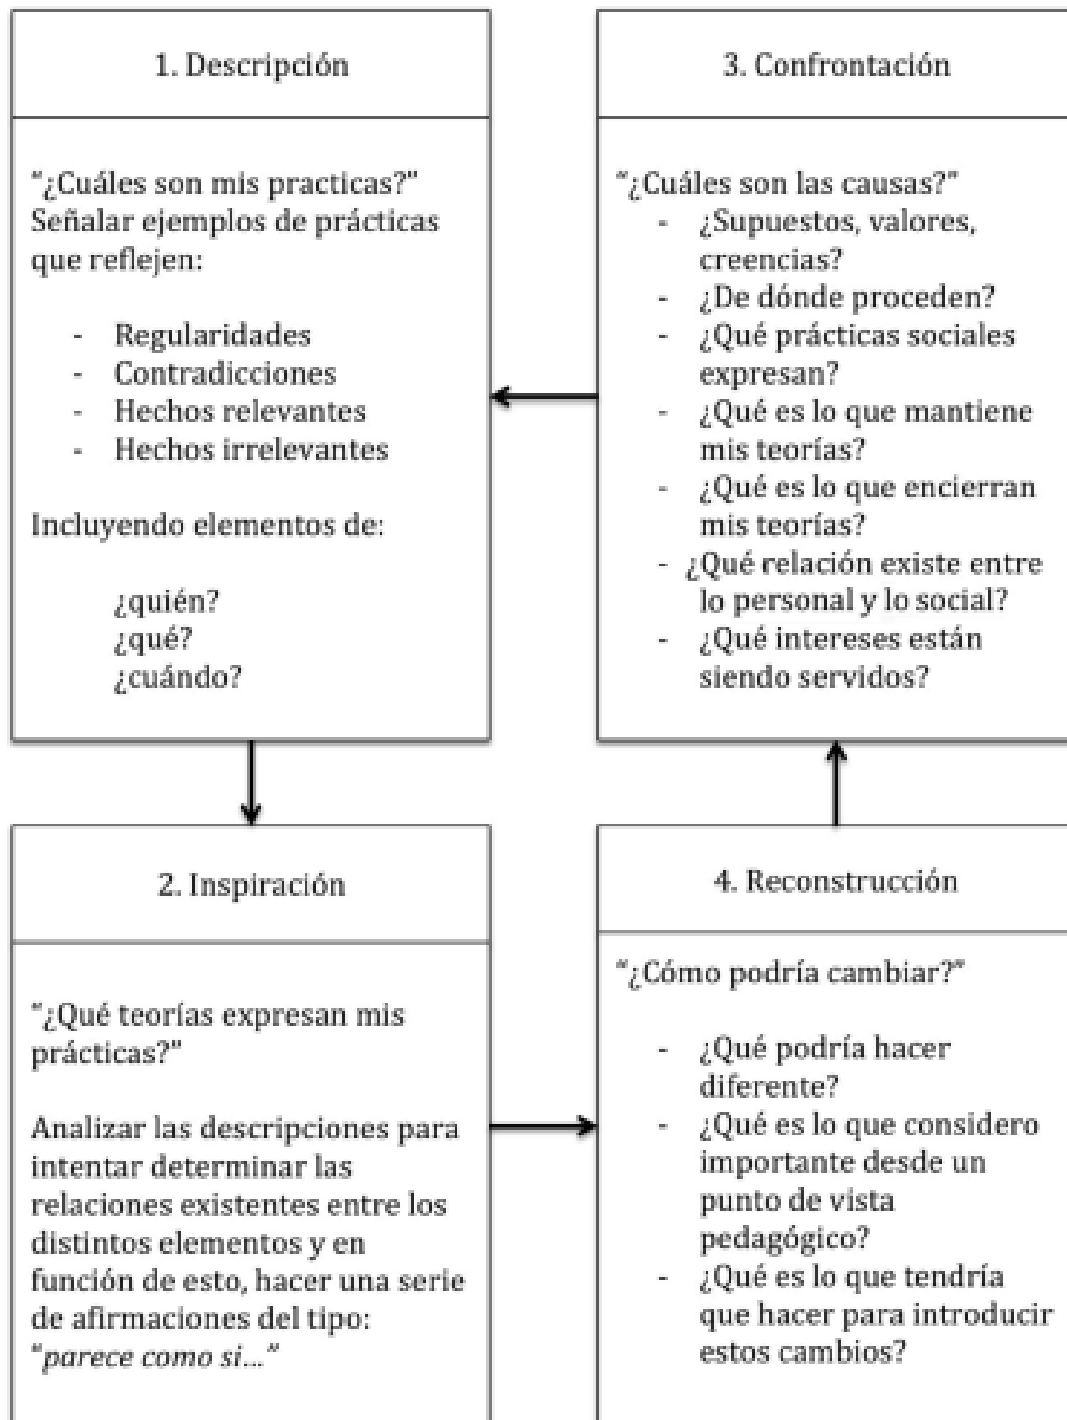 1. Descripción
“¿Cuáles son mis practicas?”
Señalar ejemplos de prácticas
que reflejen:
- Regularidades
- Contradicciones
- Hechos relevantes
- Hechos irrelevantes
Incluyendo elementos de:
¿quién?
¿qué?
¿cuándo?
2. Inspiración
“¿Qué teorías expresan mis
prácticas?”
Analizar las descripciones para
intentar determinar las
relaciones existentes entre los
distintos elementos y en
función de esto, hacer una serie
de afirmaciones del tipo:
“parece como si...”
3. Confrontación
“¿Cuáles son las causas?”
- ¿Supuestos, valores,
creencias?
- ¿De dónde proceden?
- ¿Qué prácticas sociales
expresan?
- ¿Qué es lo que mantiene
mis teorías?
- ¿Qué es lo que encierran
mis teorías?
- ¿Qué relación existe entre
lo personal y lo social?
- ¿Qué intereses están
siendo servidos?
4. Reconstrucción
“¿Cómo podría cambiar?”
- ¿Qué podría hacer
diferente?
- ¿Qué es lo que considero
importante desde un
punto de vista
pedagógico?
- ¿Qué es lo que tendría
que hacer para introducir
estos cambios?